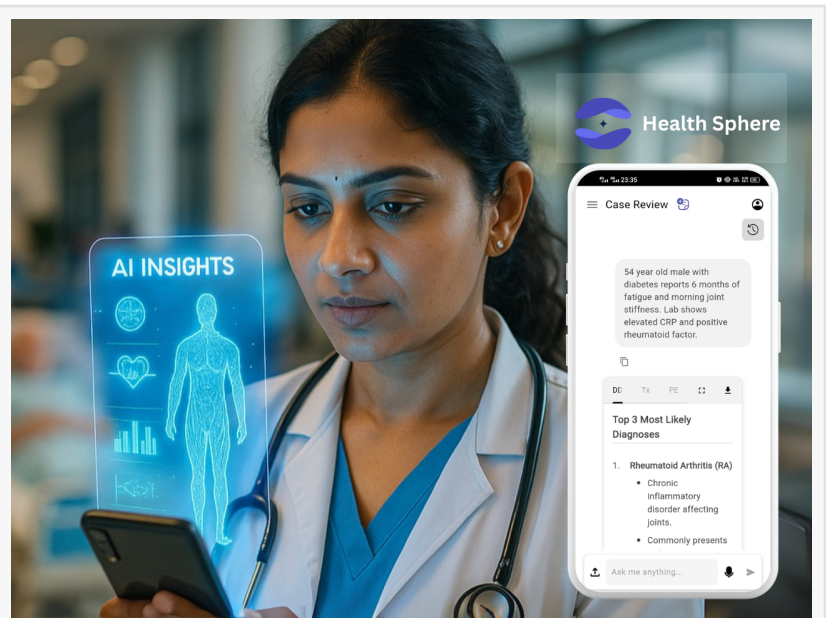 Health Sphere
AI INSIGHTS
23:35
Case Review
54 year old male with
diabetes reports 6 months of
fatigue and morning joint
stiffness. Lab shows
elevated CRP and positive
rheumatoid factor.
DD Tx PE
Top 3 Most Likely
Diagnoses
1. Rheumatoid Arthritis (RA)
• Chronic
inflammatory
disorder affecting
joints.
• Commonly presents
Ask me anything...